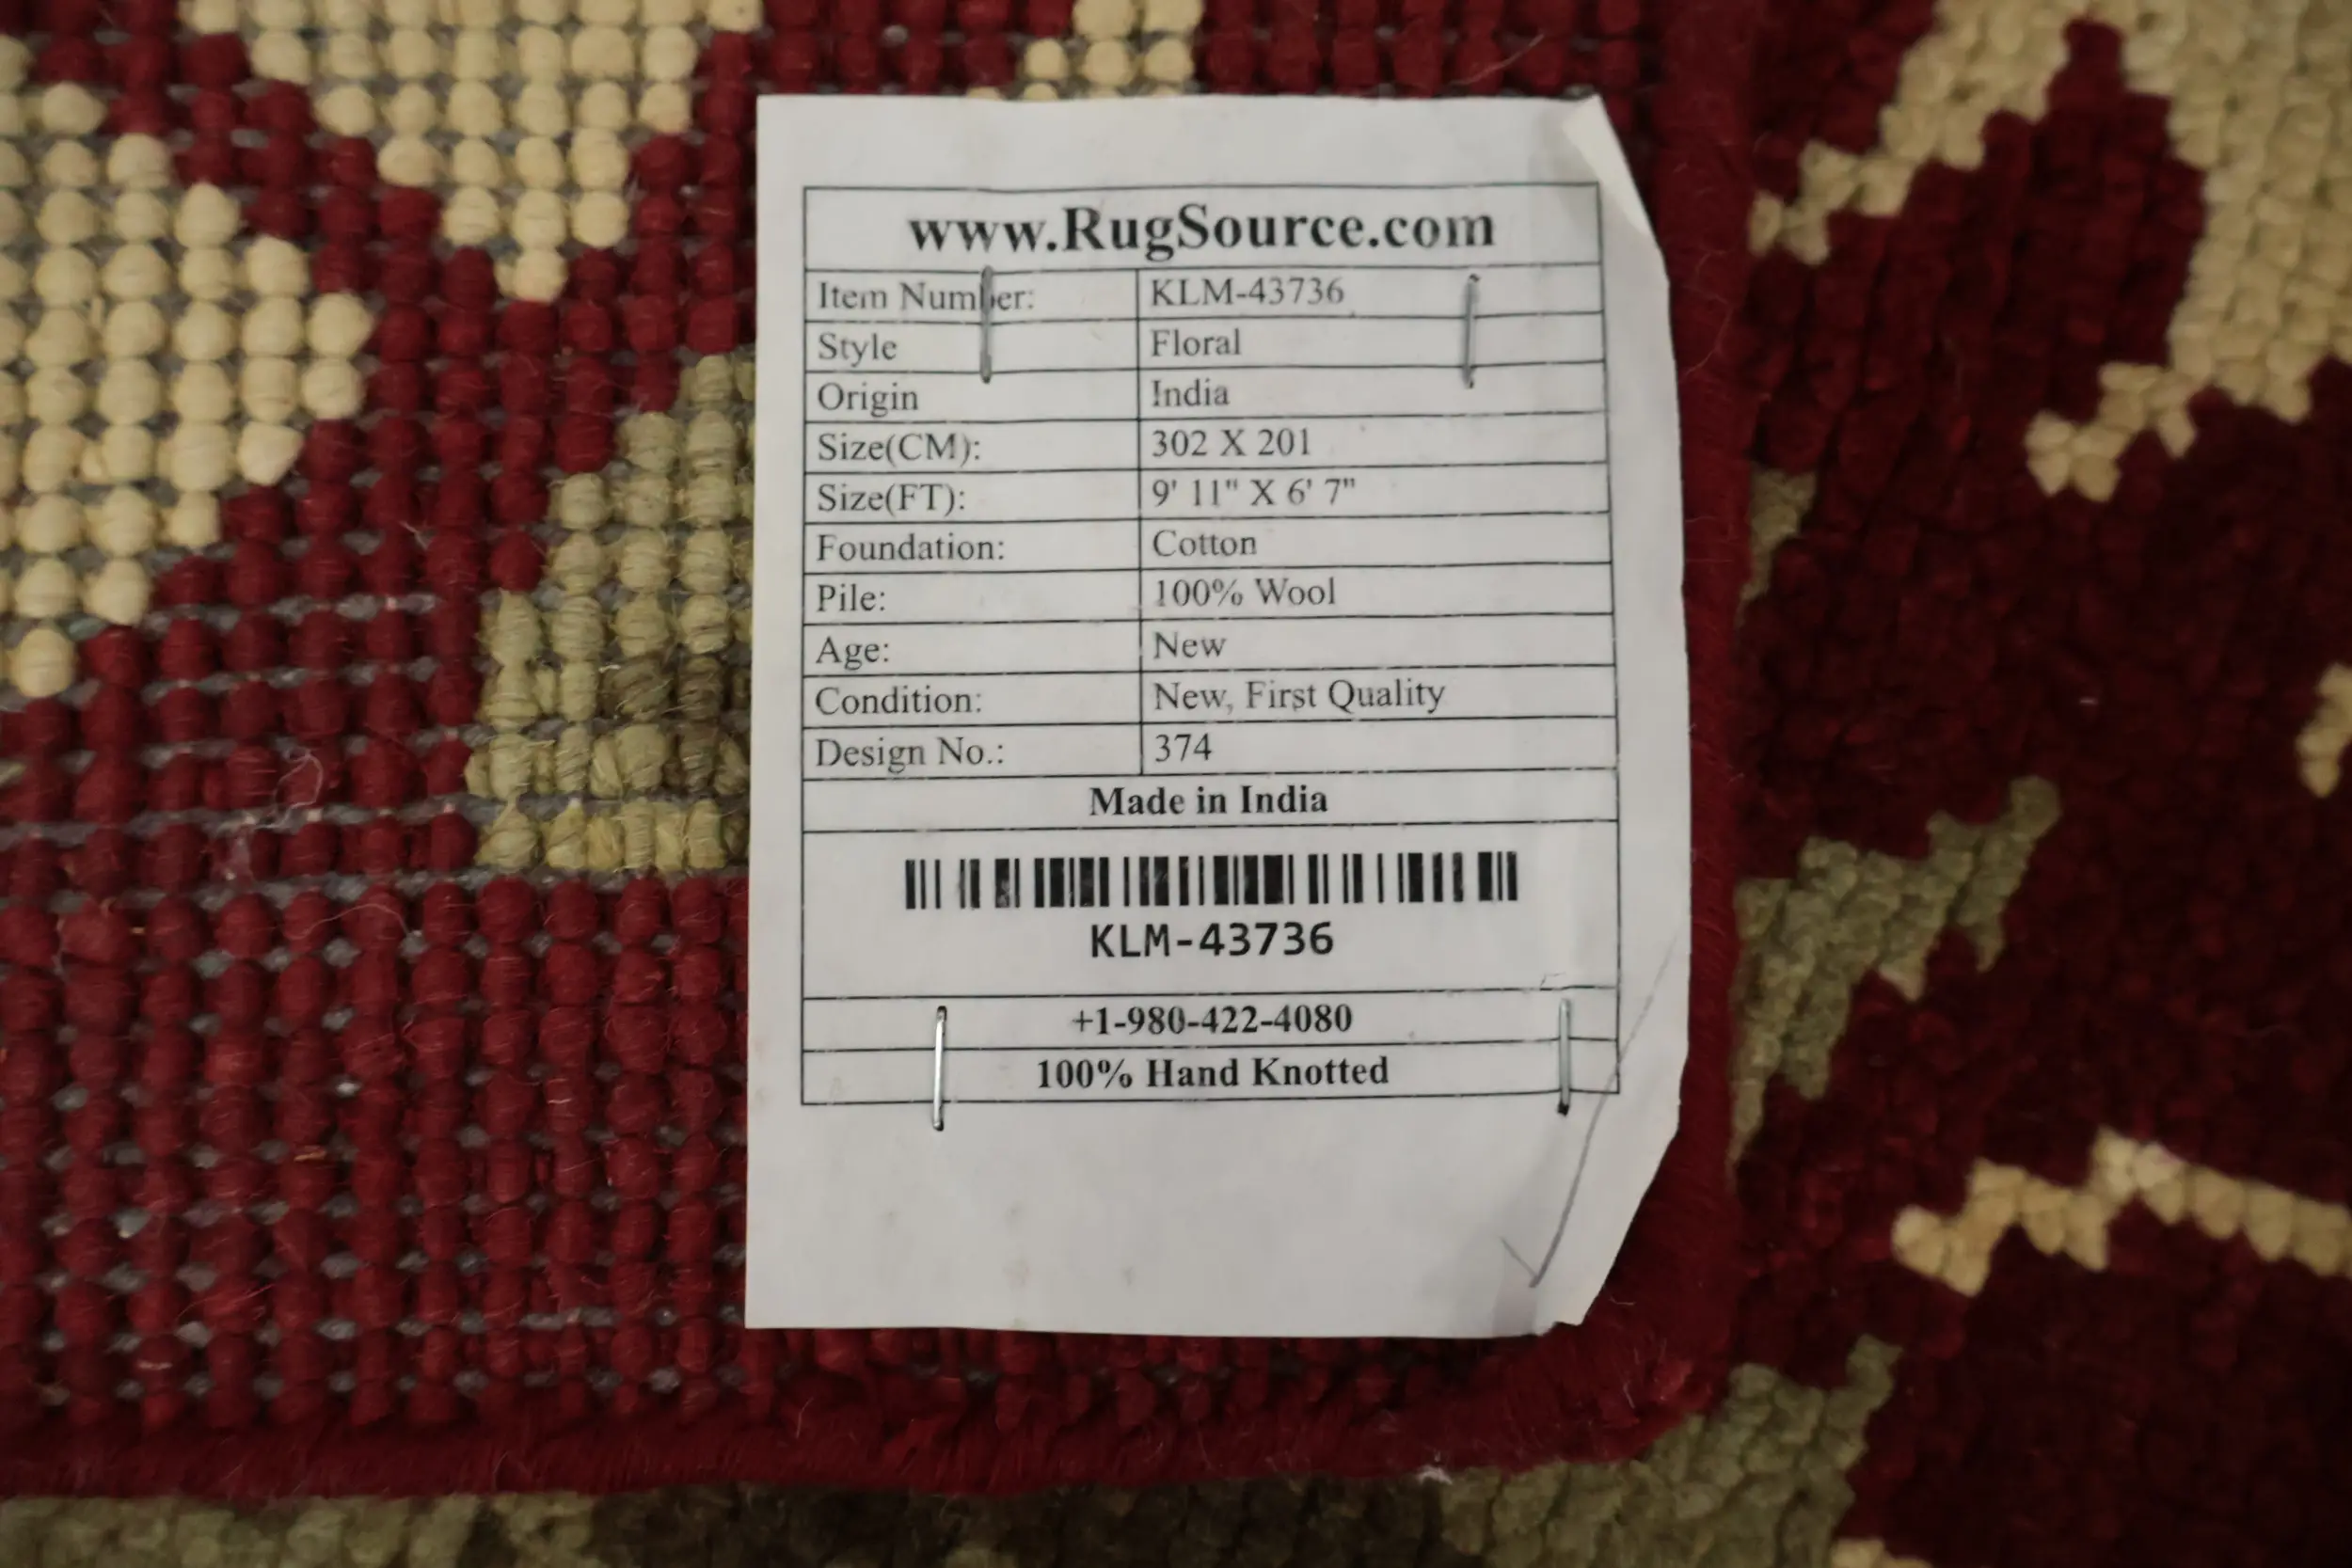 www.RugSource.com
Item Number: KLM-43736
Style Floral
Origin India
Size(CM): 302 X 201
Size(FT): 9' 11" X 6' 7"
Foundation: Cotton
Pile: 100% Wool
Age: New
Condition: New, First Quality
Design No.: 374
Made in India
KLM-43736
+1-980-422-4080
100% Hand Knotted